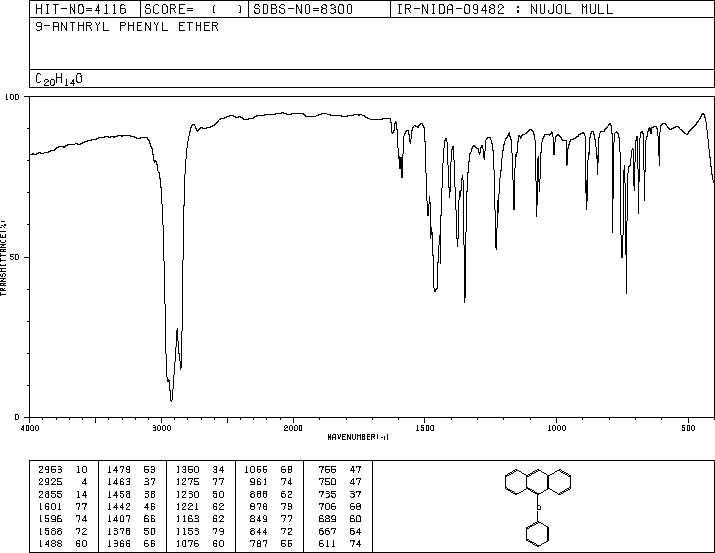 HIT-NO=4116 SCORE= ( ) SDBS-NO=8300 IR-NIDA-09482 : NUJOL MULL
9-ANTHRYL PHENYL ETHER
C20H14O
100
50
0
TRANSMITTANCE(%)
4000 3000 2000 1500 1000 500
WAVENUMBER(-1)
2953 10 1479 53 1350 34 1066 68 755 47
2925 4 1463 37 1275 77 961 74 750 47
2855 14 1458 38 1230 50 888 62 735 37
1601 77 1442 46 1221 62 878 79 706 68
1596 74 1407 66 1163 62 849 77 689 60
1586 72 1378 50 1153 79 844 72 667 64
1488 60 1366 66 1076 60 787 55 611 74
O